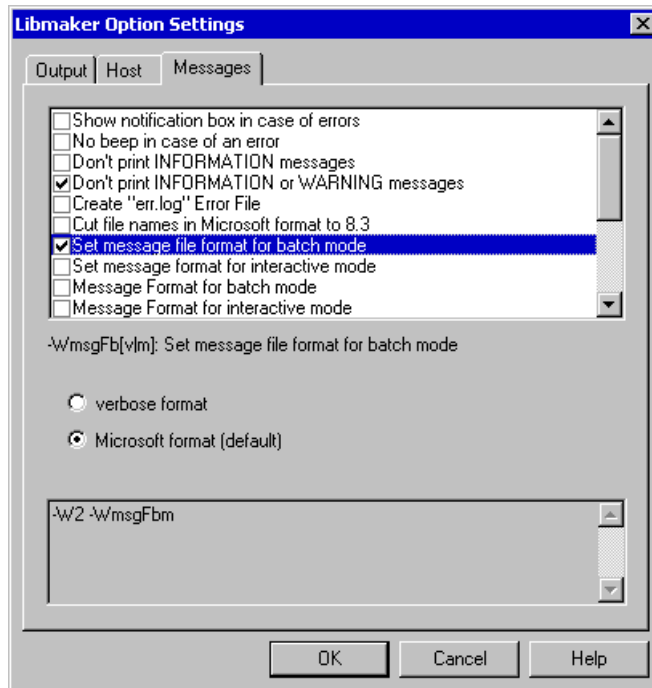 Libmaker Option Settings
Output Host Messages
Show notification box in case of errors
No beep in case of an error
Don't print INFORMATION messages
Don't print INFORMATION or WARNING messages
Create "err.log" Error File
Cut file names in Microsoft format to 8.3
Set message file format for batch mode
Set message format for interactive mode
Message Format for batch mode
Message Format for interactive mode
-WmsgFb[v|m]: Set message file format for batch mode
verbose format
Microsoft format (default)
-W2 -WmsgFbm
OK Cancel Help